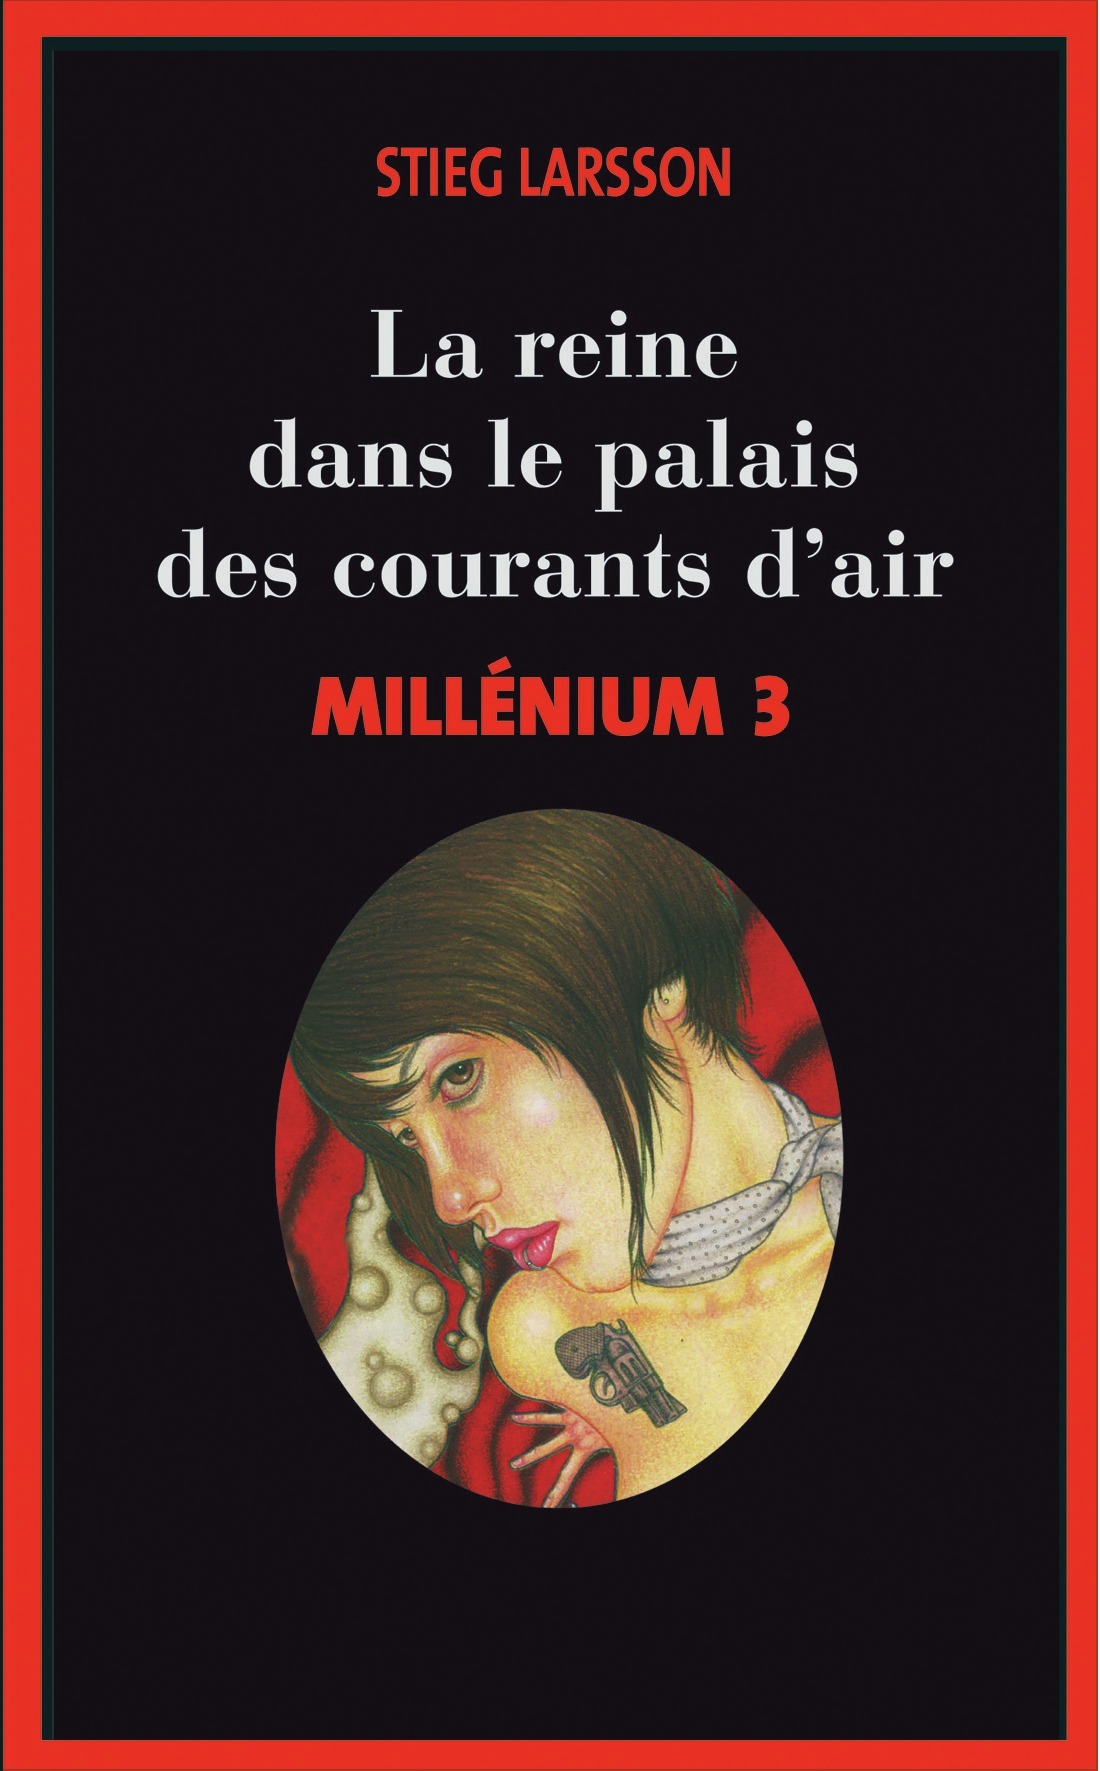 STIEG LARSSON
La reine
dans le palais
des courants d’air
MILLÉNIUM 3